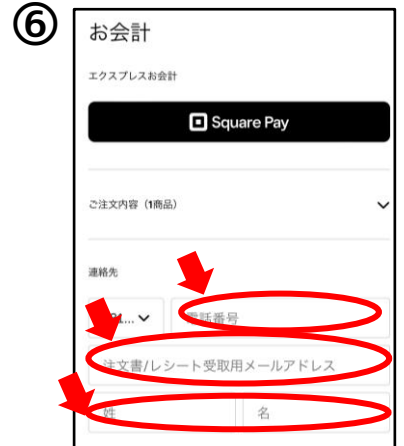 ⑥
お会計
エクスプレスお会計
Square Pay
ご注文内容（1商品）
連絡先
電話番号
注文書/レシート受取用メールアドレス
姓 名